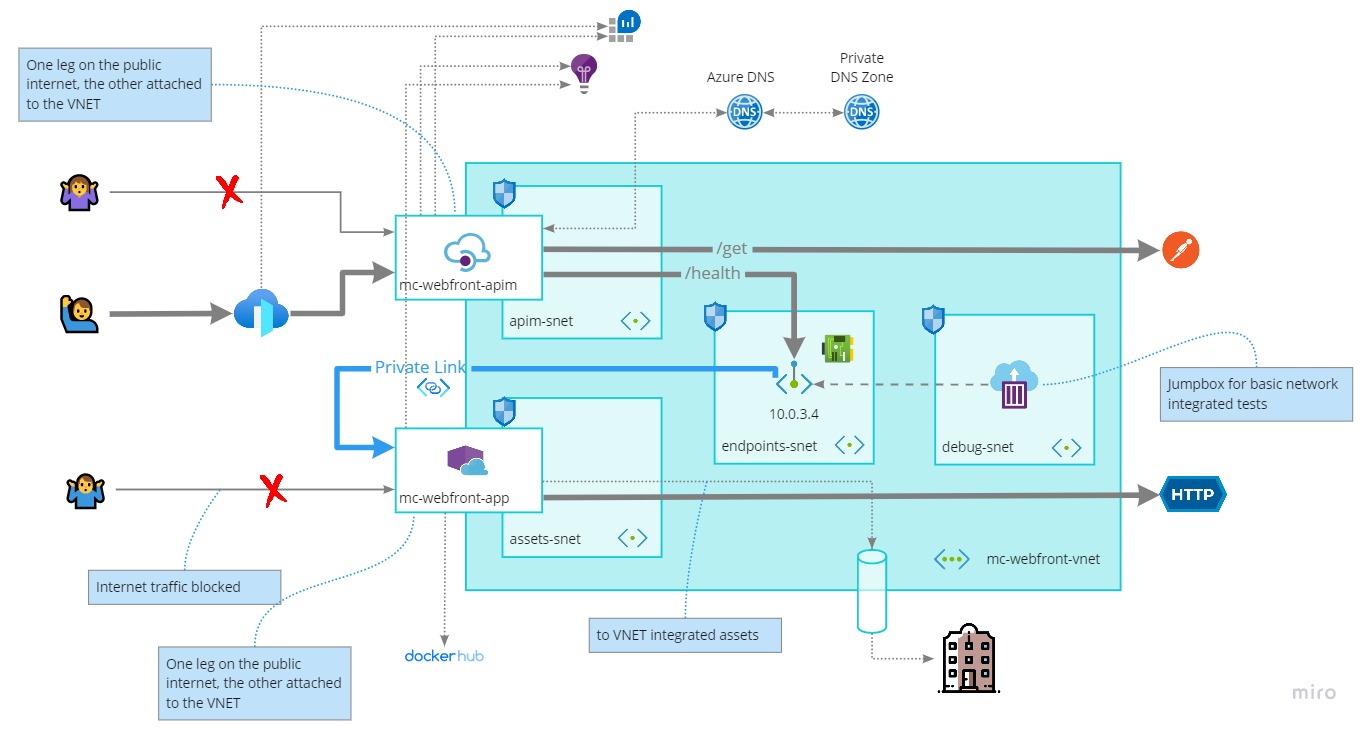 One leg on the public
internet, the other attached
to the VNET
Azure DNS
Private
DNS Zone
DNS
DNS
mc-webfront-apim
/get
/health
apim-snet
Private Link
10.0.3.4
endpoints-snet
debug-snet
Jumpbox for basic network
integrated tests
mc-webfront-app
HTTP
assets-snet
mc-webfront-vnet
Internet traffic blocked
to VNET integrated assets
dockerhub
One leg on the public
internet, the other attached
to the VNET
miro